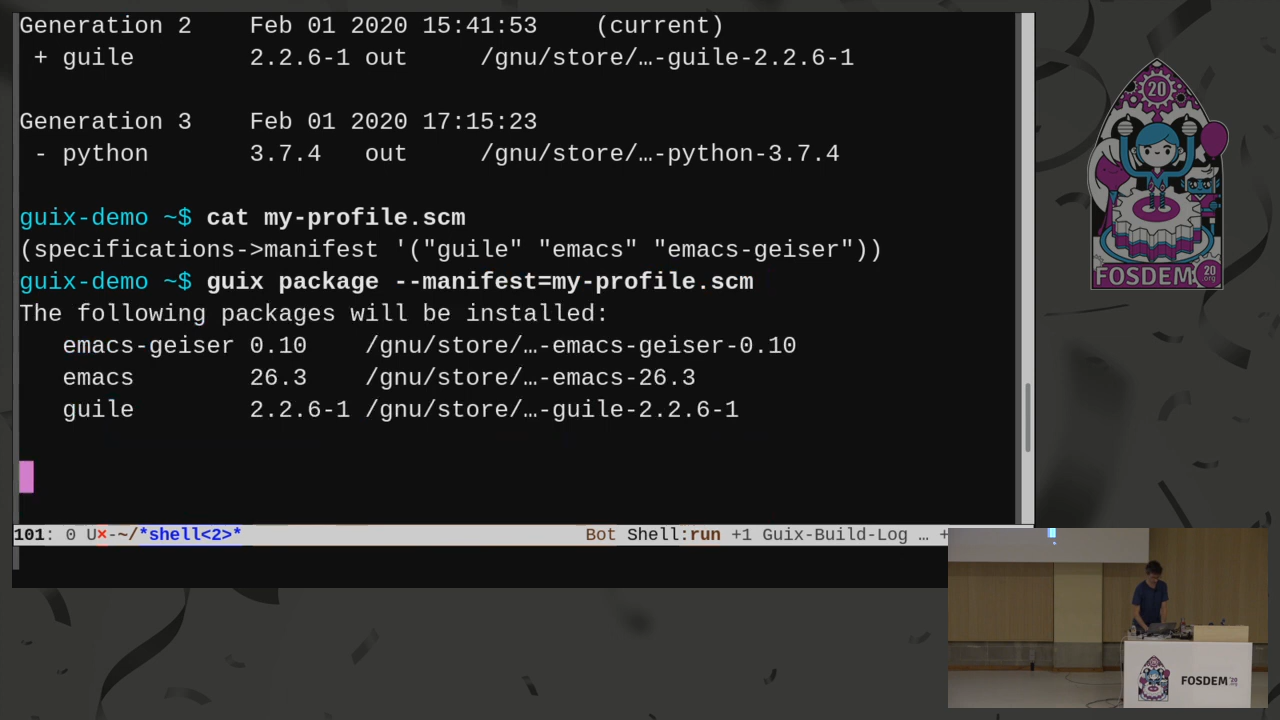 Generation 2    Feb 01 2020 15:41:53    (current)
 + guile        2.2.6-1 out     /gnu/store/…-guile-2.2.6-1
Generation 3    Feb 01 2020 17:15:23
 - python       3.7.4   out     /gnu/store/…-python-3.7.4
guix-demo ~$ cat my-profile.scm
(specifications->manifest '("guile" "emacs" "emacs-geiser"))
guix-demo ~$ guix package --manifest=my-profile.scm
The following packages will be installed:
   emacs-geiser 0.10    /gnu/store/…-emacs-geiser-0.10
   emacs        26.3    /gnu/store/…-emacs-26.3
   guile        2.2.6-1 /gnu/store/…-guile-2.2.6-1
101: 0 U×-~/*shell<2>*    Bot Shell:run +1 Guix-Build-Log … +
20
FOSDEM 20 .org
FOSDEM '20